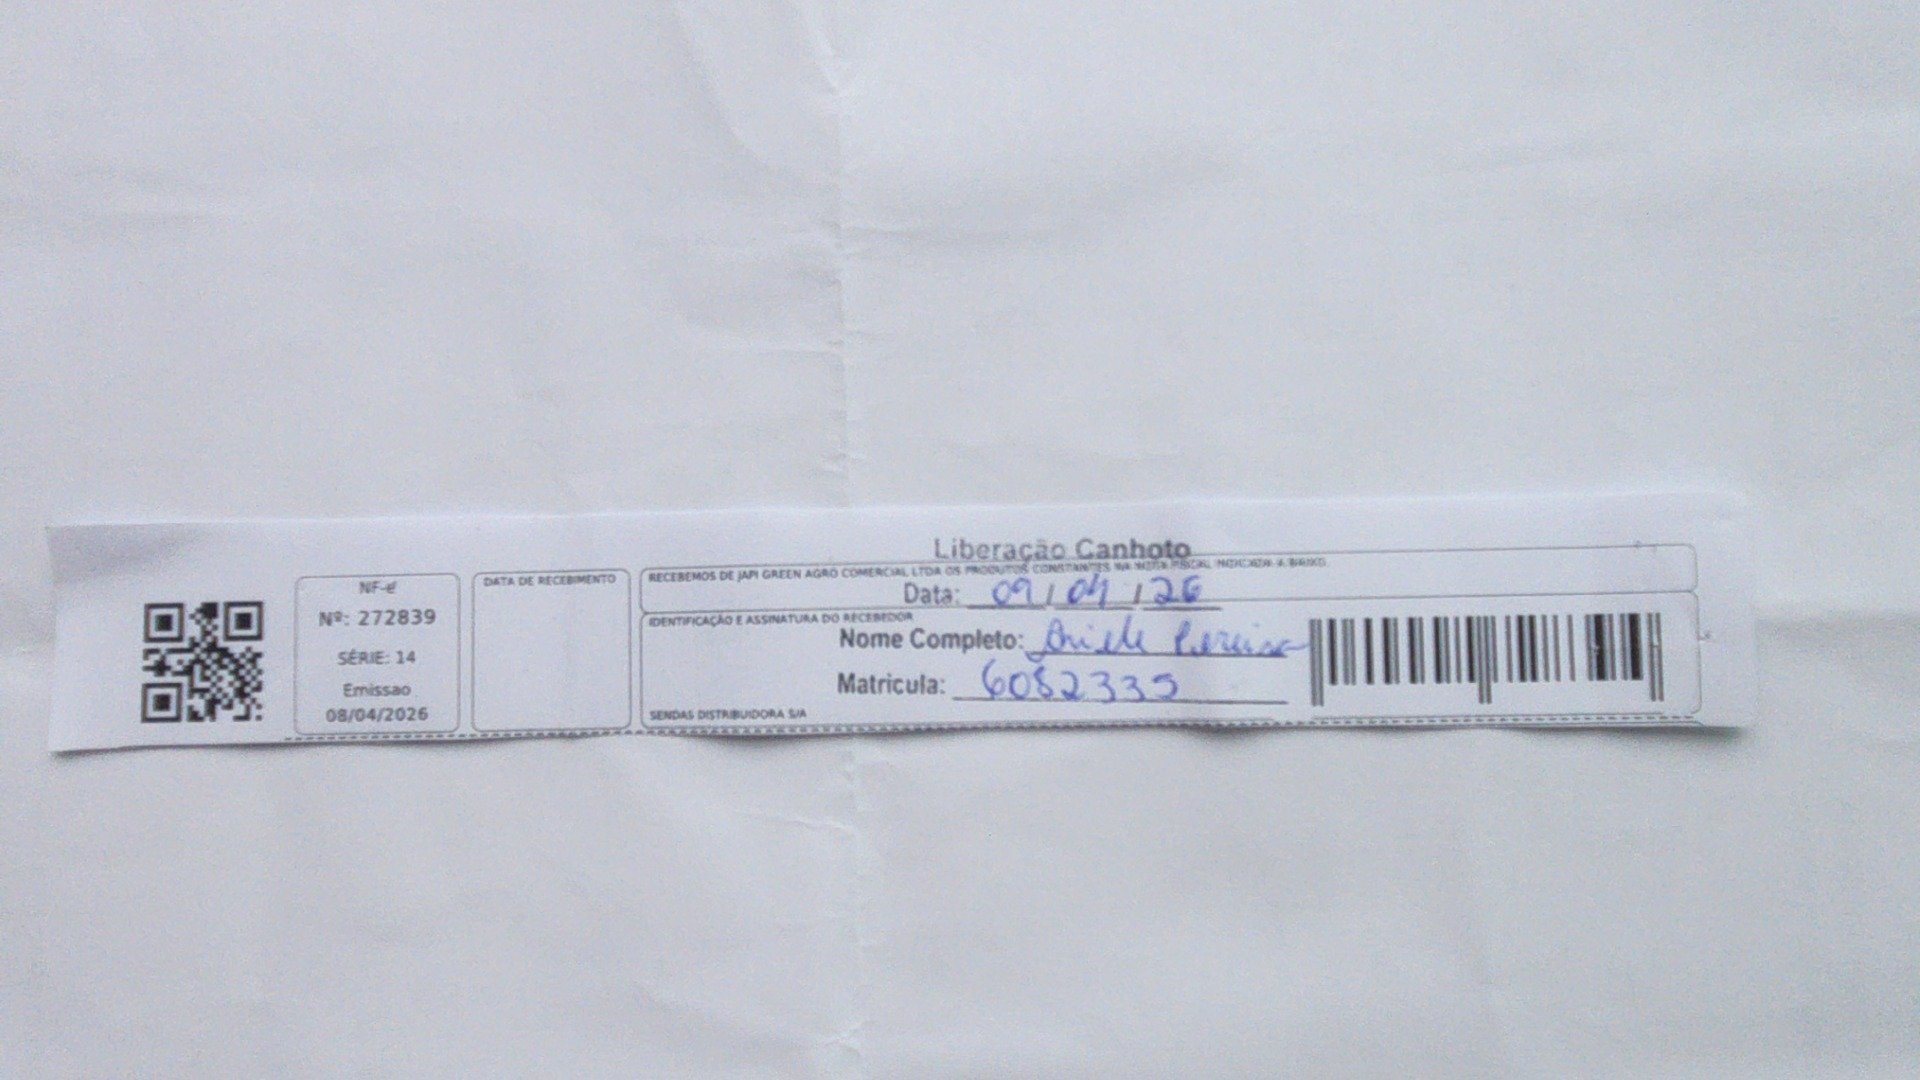 Liberação Canhoto
NF-e
Nº: 272839
SÉRIE: 14
Emissao
08/04/2026
DATA DE RECEBIMENTO
RECEBEMOS DE JAPI GREEN AGRO COMERCIAL LTDA OS PRODUTOS CONSTANTES NA NOTA FISCAL INDICADA A BAIXO
Data: 09/04/26
IDENTIFICAÇÃO E ASSINATURA DO RECEBEDOR
Nome Completo: Pereira
Matricula: 6082335
SENDAS DISTRIBUIDORA S/A